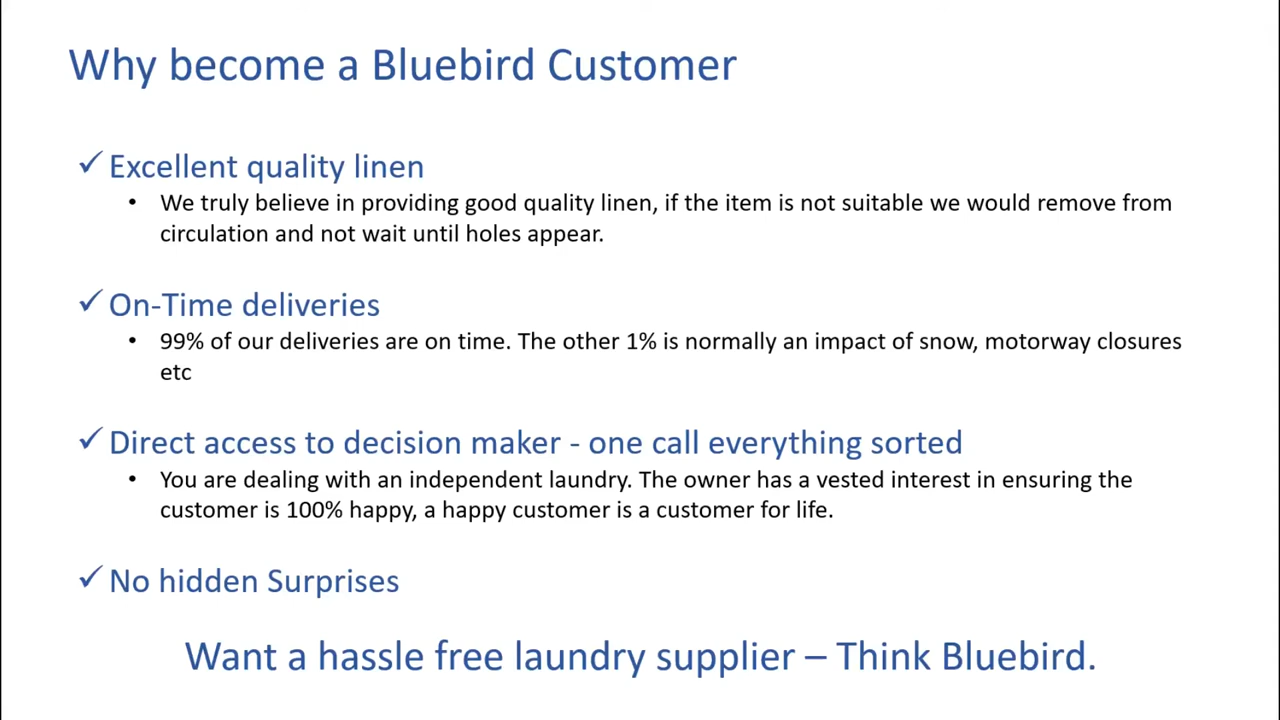 Why become a Bluebird Customer
✓ Excellent quality linen
• We truly believe in providing good quality linen, if the item is not suitable we would remove from
circulation and not wait until holes appear.
✓ On-Time deliveries
• 99% of our deliveries are on time. The other 1% is normally an impact of snow, motorway closures
etc
✓ Direct access to decision maker - one call everything sorted
• You are dealing with an independent laundry. The owner has a vested interest in ensuring the
customer is 100% happy, a happy customer is a customer for life.
✓ No hidden Surprises
Want a hassle free laundry supplier – Think Bluebird.